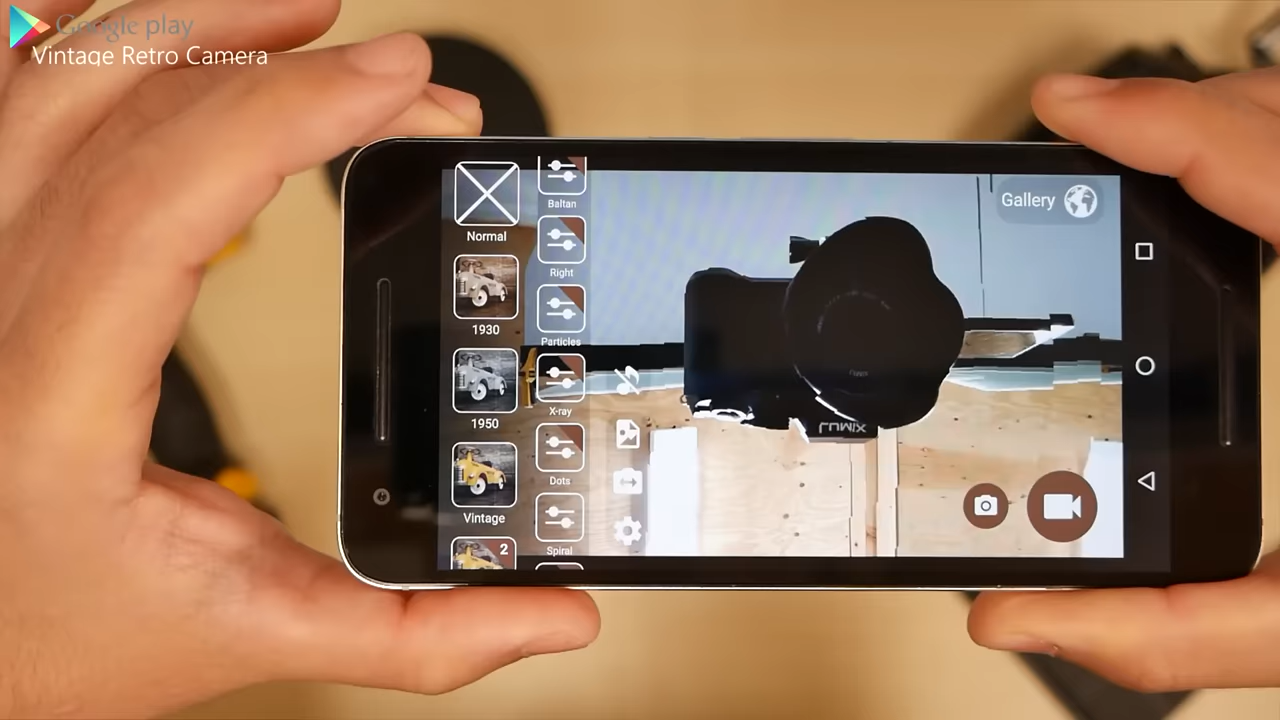 Google play
Vintage Retro Camera
Normal
1930
1950
Vintage
2
Baltan
Right
Particles
X-ray
Dots
Spiral
Gallery
LUMIX